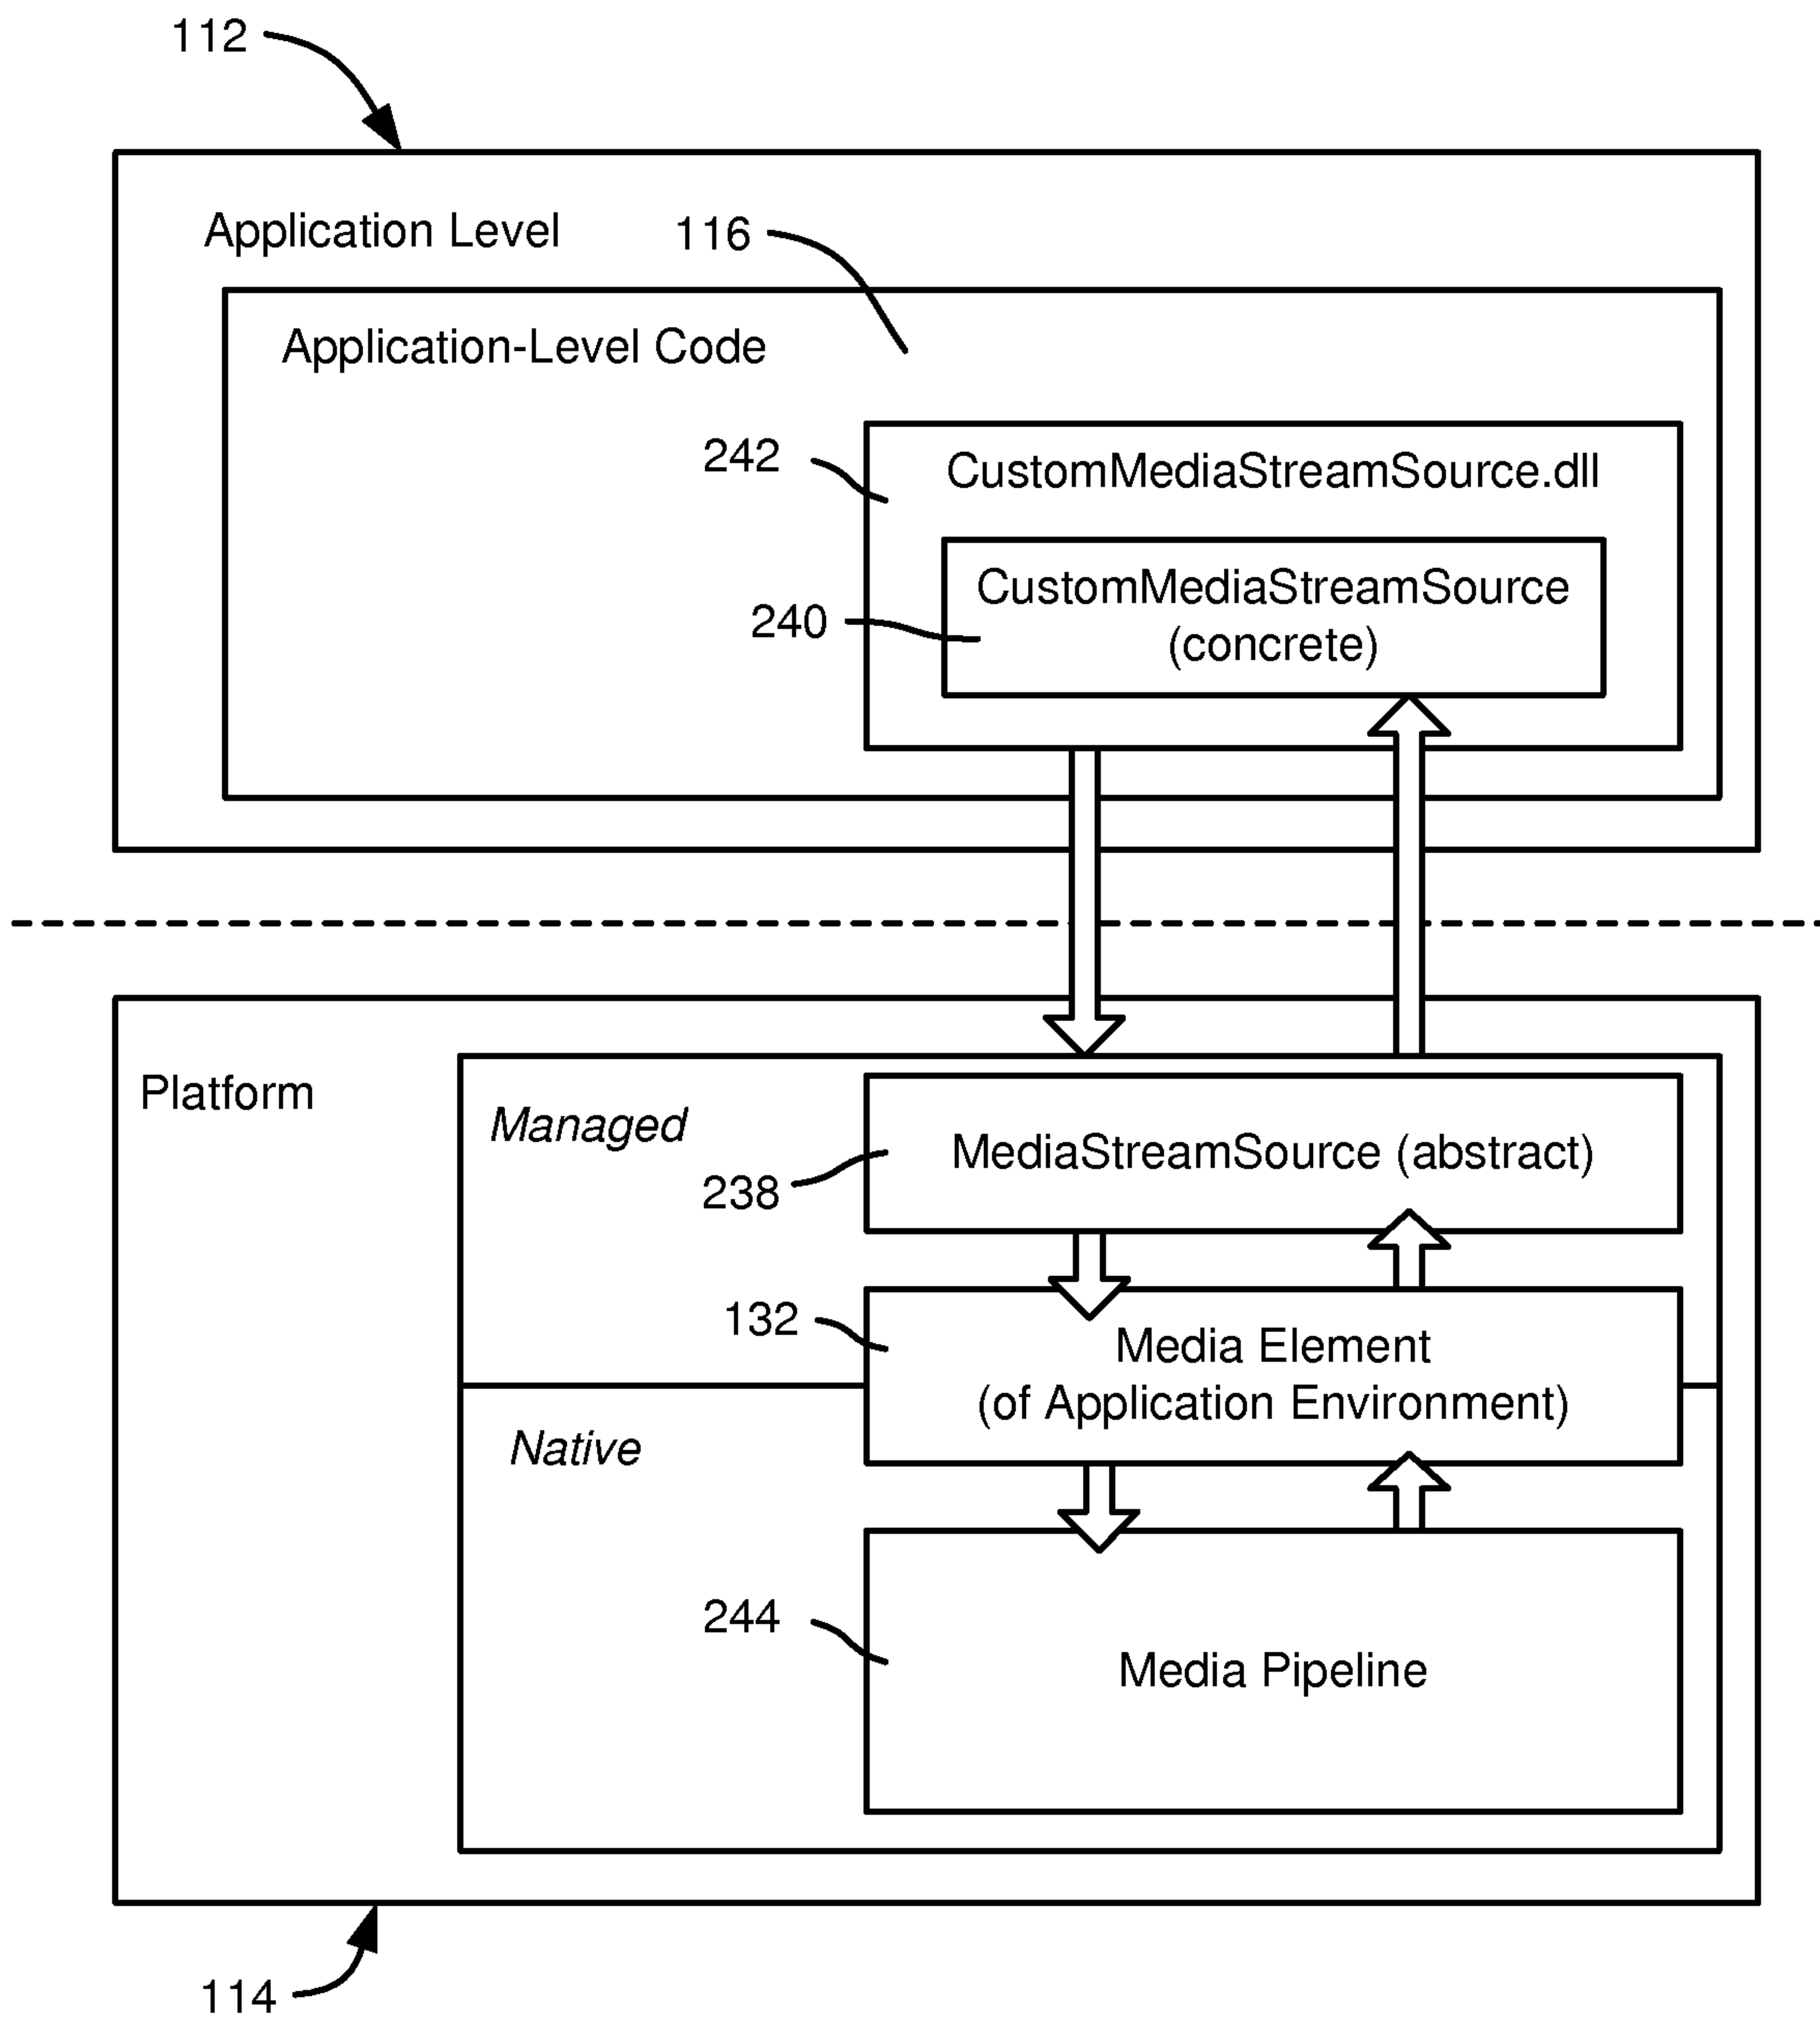 112
Application Level
116
Application-Level Code
242
CustomMediaStreamSource.dll
240
CustomMediaStreamSource
(concrete)
Platform
Managed
MediaStreamSource (abstract)
238
132
Media Element
(of Application Environment)
Native
244
Media Pipeline
114